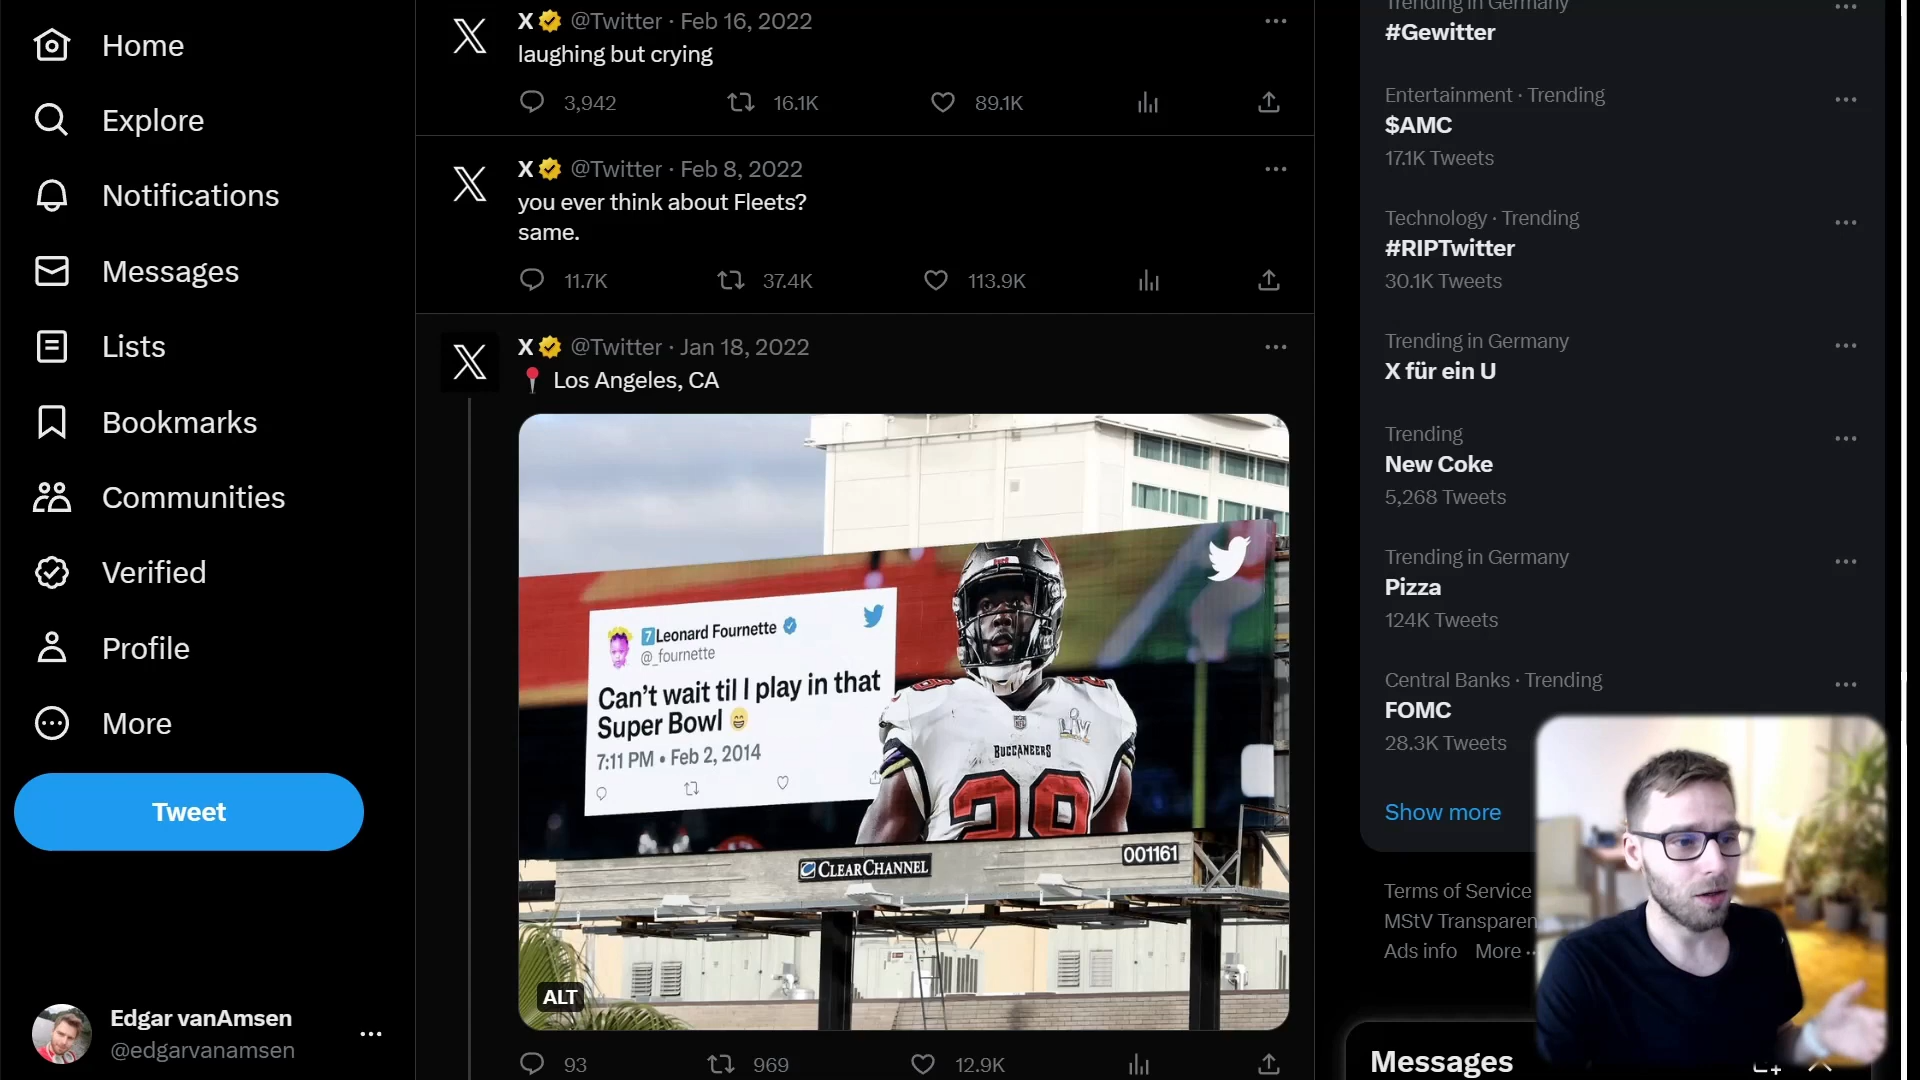 Home
Explore
Notifications
Messages
Lists
Bookmarks
Communities
Verified
Profile
More
Tweet
Edgar vanAmsen
@edgarvanamsen
X @Twitter · Feb 16, 2022
laughing but crying
3,942 16.1K 89.1K
X @Twitter · Feb 8, 2022
you ever think about Fleets?
same.
11.7K 37.4K 113.9K
X @Twitter · Jan 18, 2022
📍 Los Angeles, CA
7 Leonard Fournette
@_fournette
Can't wait til I play in that
Super Bowl 😄
7:11 PM • Feb 2, 2014
LV
BUCCANEERS
28
CLEAR CHANNEL
001161
ALT
93 969 12.9K
Trending in Germany
#Gewitter
Entertainment · Trending
$AMC
17.1K Tweets
Technology · Trending
#RIPTwitter
30.1K Tweets
Trending in Germany
X für ein U
Trending
New Coke
5,268 Tweets
Trending in Germany
Pizza
124K Tweets
Central Banks · Trending
FOMC
28.3K Tweets
Show more
Terms of Service
MStV Transparen
Ads info More ···
Messages